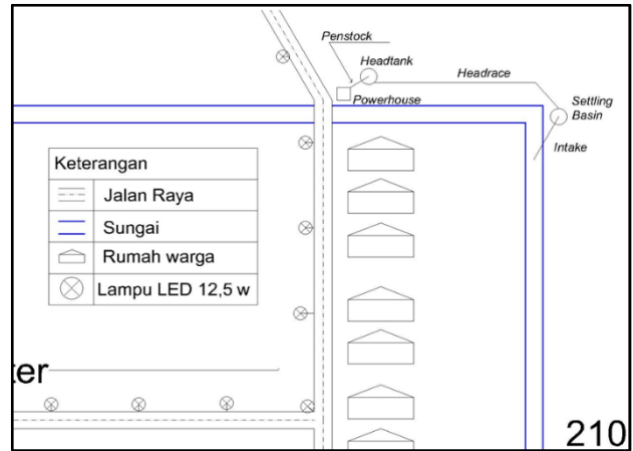 Penstock
Headtank
Headrace
Powerhouse
Settling
Basin
Intake
Keterangan
Jalan Raya
Sungai
Rumah warga
Lampu LED 12,5 w
ter
210